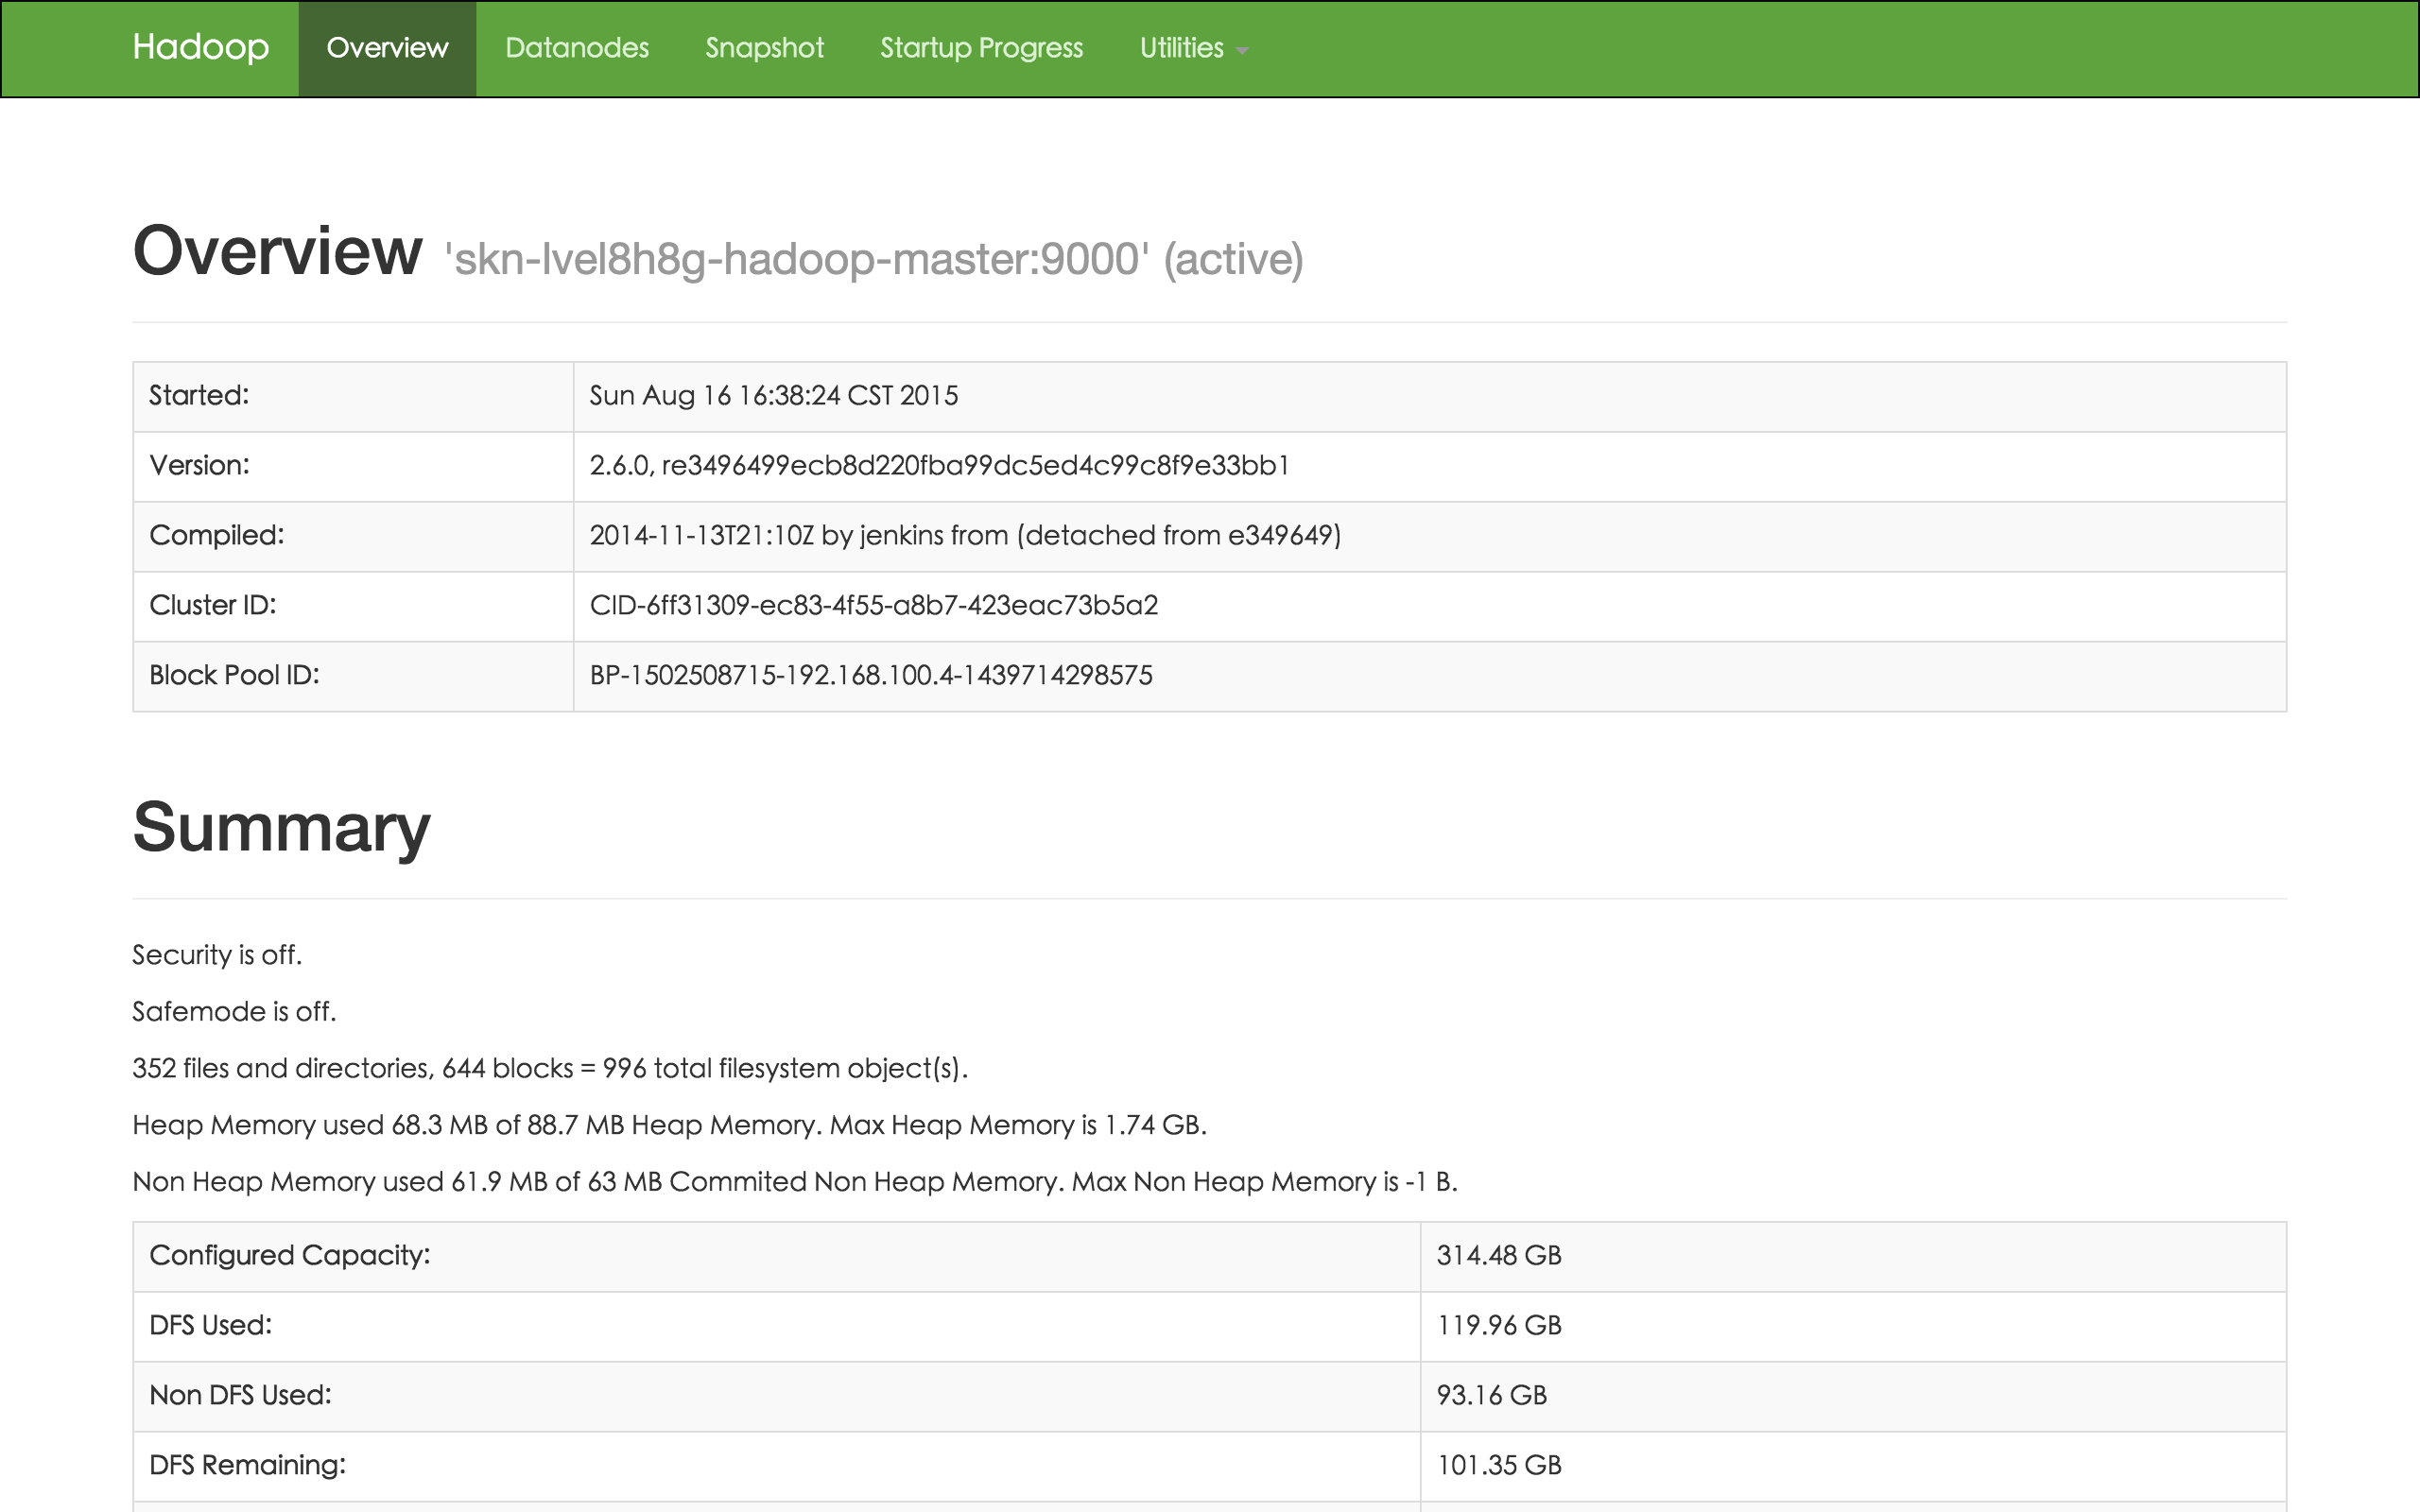 Hadoop Overview Datanodes Snapshot Startup Progress Utilities
Overview 'skn-lvel8h8g-hadoop-master:9000' (active)
Started: Sun Aug 16 16:38:24 CST 2015
Version: 2.6.0, re3496499ecb8d220fba99dc5ed4c99c8f9e33bb1
Compiled: 2014-11-13T21:10Z by jenkins from (detached from e349649)
Cluster ID: CID-6ff31309-ec83-4f55-a8b7-423eac73b5a2
Block Pool ID: BP-1502508715-192.168.100.4-1439714298575
Summary
Security is off.
Safemode is off.
352 files and directories, 644 blocks = 996 total filesystem object(s).
Heap Memory used 68.3 MB of 88.7 MB Heap Memory. Max Heap Memory is 1.74 GB.
Non Heap Memory used 61.9 MB of 63 MB Commited Non Heap Memory. Max Non Heap Memory is -1 B.
Configured Capacity: 314.48 GB
DFS Used: 119.96 GB
Non DFS Used: 93.16 GB
DFS Remaining: 101.35 GB